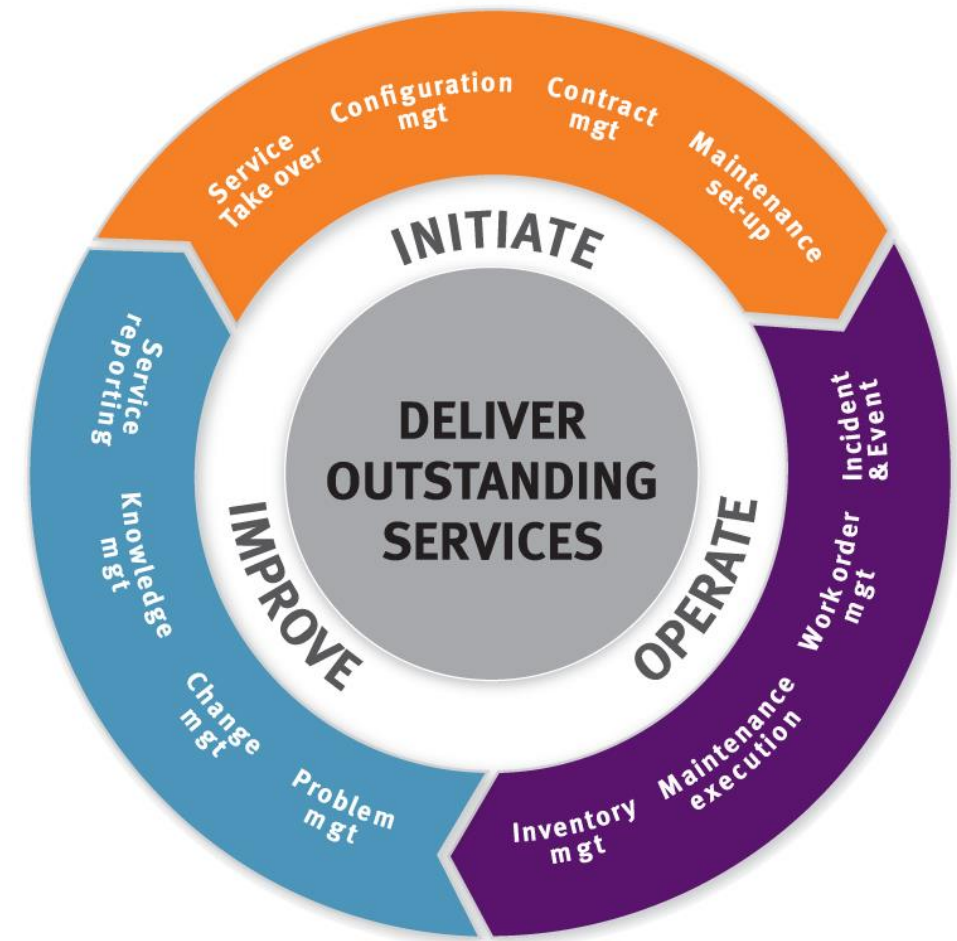 Service
Take over
Configuration
mgt
Contract
mgt
Maintenance
set-up
INITIATE
Incident
& Event
Work order
mgt
Maintenance
execution
Inventory
mgt
OPERATE
Problem
mgt
Change
mgt
Knowledge
mgt
Service
reporting
IMPROVE
DELIVER
OUTSTANDING
SERVICES